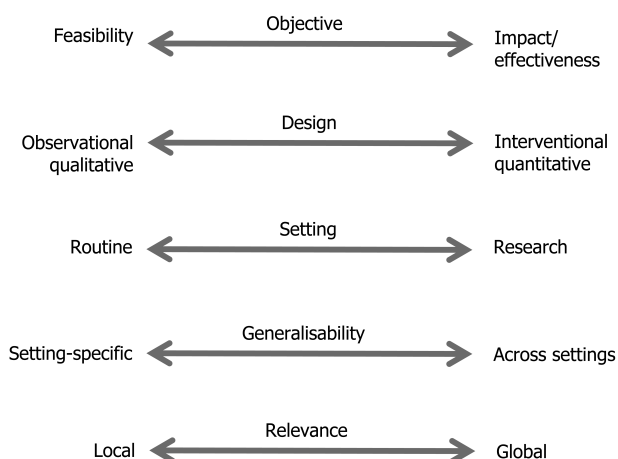 Objective
Feasibility
Impact/
effectiveness
Design
Observational
qualitative
Interventional
quantitative
Setting
Routine
Research
Generalisability
Setting-specific
Across settings
Relevance
Local
Global